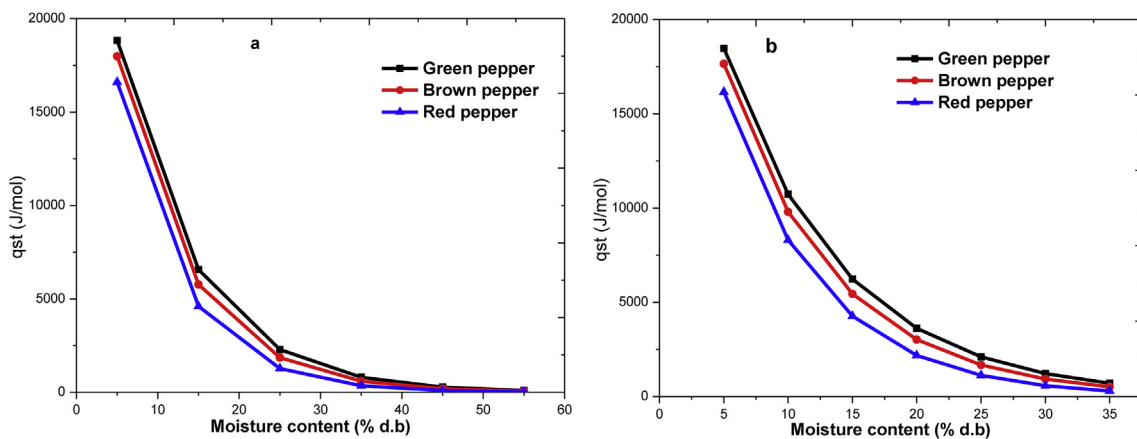 a
Green pepper
Brown pepper
Red pepper
qst (J/mol)
20000
15000
10000
5000
0
0 10 20 30 40 50 60
Moisture content (% d.b)
b
Green pepper
Brown pepper
Red pepper
qst (J/mol)
20000
15000
10000
5000
0
5 10 15 20 25 30 35
Moisture content (% d.b)